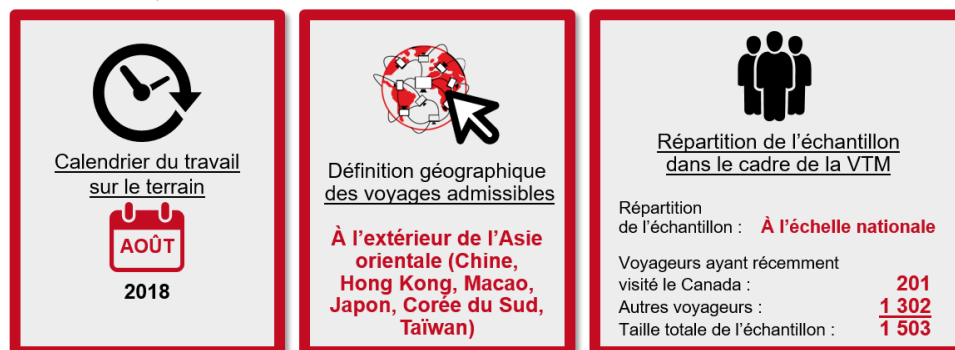 Calendrier du travail
sur le terrain
AOÛT
2018
Définition géographique
des voyages admissibles
À l’extérieur de l’Asie
orientale (Chine,
Hong Kong, Macao,
Japon, Corée du Sud,
Taïwan)
Répartition de l’échantillon
dans le cadre de la VTM
Répartition
de l’échantillon : À l’échelle nationale
Voyageurs ayant récemment
visité le Canada : 201
Autres voyageurs : 1 302
Taille totale de l’échantillon : 1 503